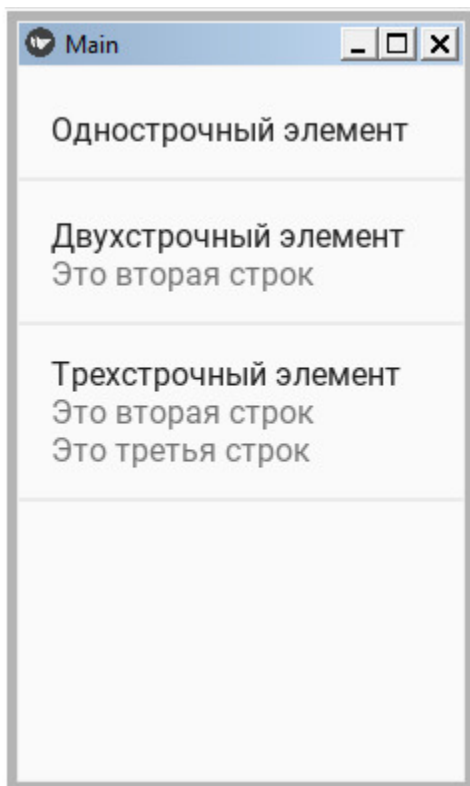 Main
Однострочный элемент
Двухстрочный элемент
Это вторая строк
Трехстрочный элемент
Это вторая строк
Это третья строк